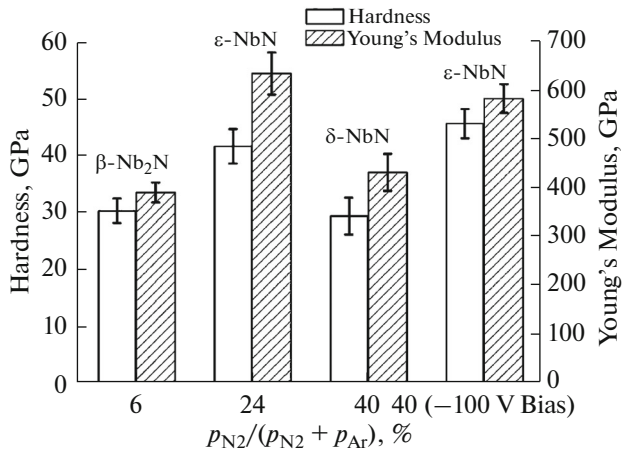 Hardness
Young's Modulus
60
50
40
30
20
10
0
Hardness, GPa
700
600
500
400
300
200
100
0
Young's Modulus, GPa
β-Nb₂N
ε-NbN
δ-NbN
ε-NbN
6 24 40 40 (−100 V Bias)
pN2/(pN2 + pAr), %